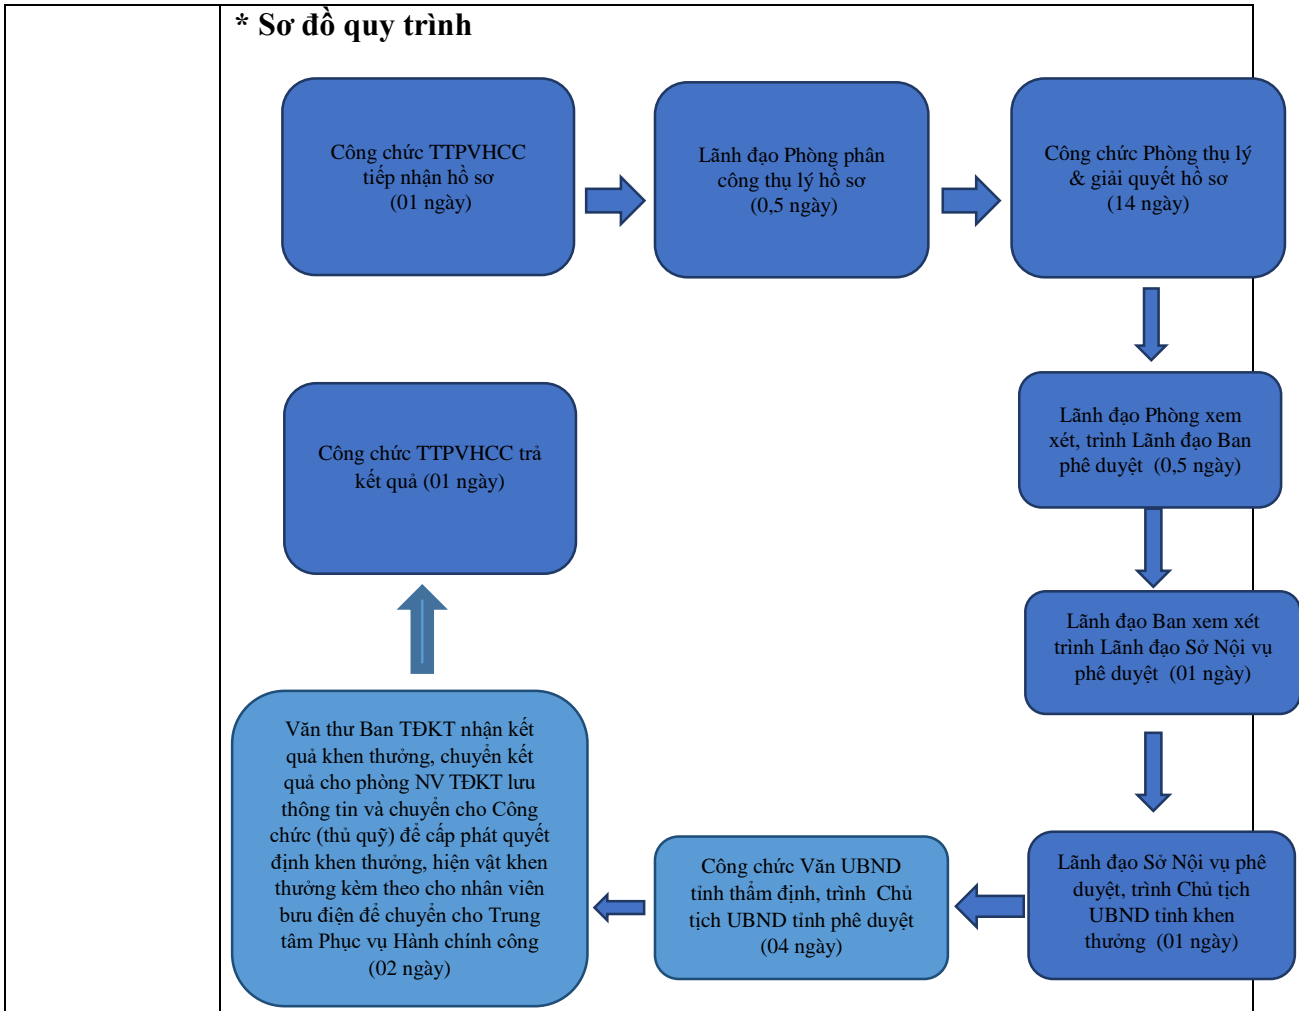 * Sơ đồ quy trình
Công chức TTPVHCC
tiếp nhận hồ sơ
(01 ngày)
Lãnh đạo Phòng phân
công thụ lý hồ sơ
(0,5 ngày)
Công chức Phòng thụ lý
& giải quyết hồ sơ
(14 ngày)
Lãnh đạo Phòng xem
xét, trình Lãnh đạo Ban
phê duyệt (0,5 ngày)
Lãnh đạo Ban xem xét
trình Lãnh đạo Sở Nội vụ
phê duyệt (01 ngày)
Lãnh đạo Sở Nội vụ phê
duyệt, trình Chủ tịch
UBND tỉnh khen
thưởng (01 ngày)
Công chức Văn UBND
tỉnh thẩm định, trình Chủ
tịch UBND tỉnh phê duyệt
(04 ngày)
Văn thư Ban TĐKT nhận kết
quả khen thưởng, chuyển kết
quả cho phòng NV TĐKT lưu
thông tin và chuyển cho Công
chức (thủ quỹ) để cấp phát quyết
định khen thưởng, hiện vật khen
thưởng kèm theo cho nhân viên
bưu điện để chuyển cho Trung
tâm Phục vụ Hành chính công
(02 ngày)
Công chức TTPVHCC trả
kết quả (01 ngày)